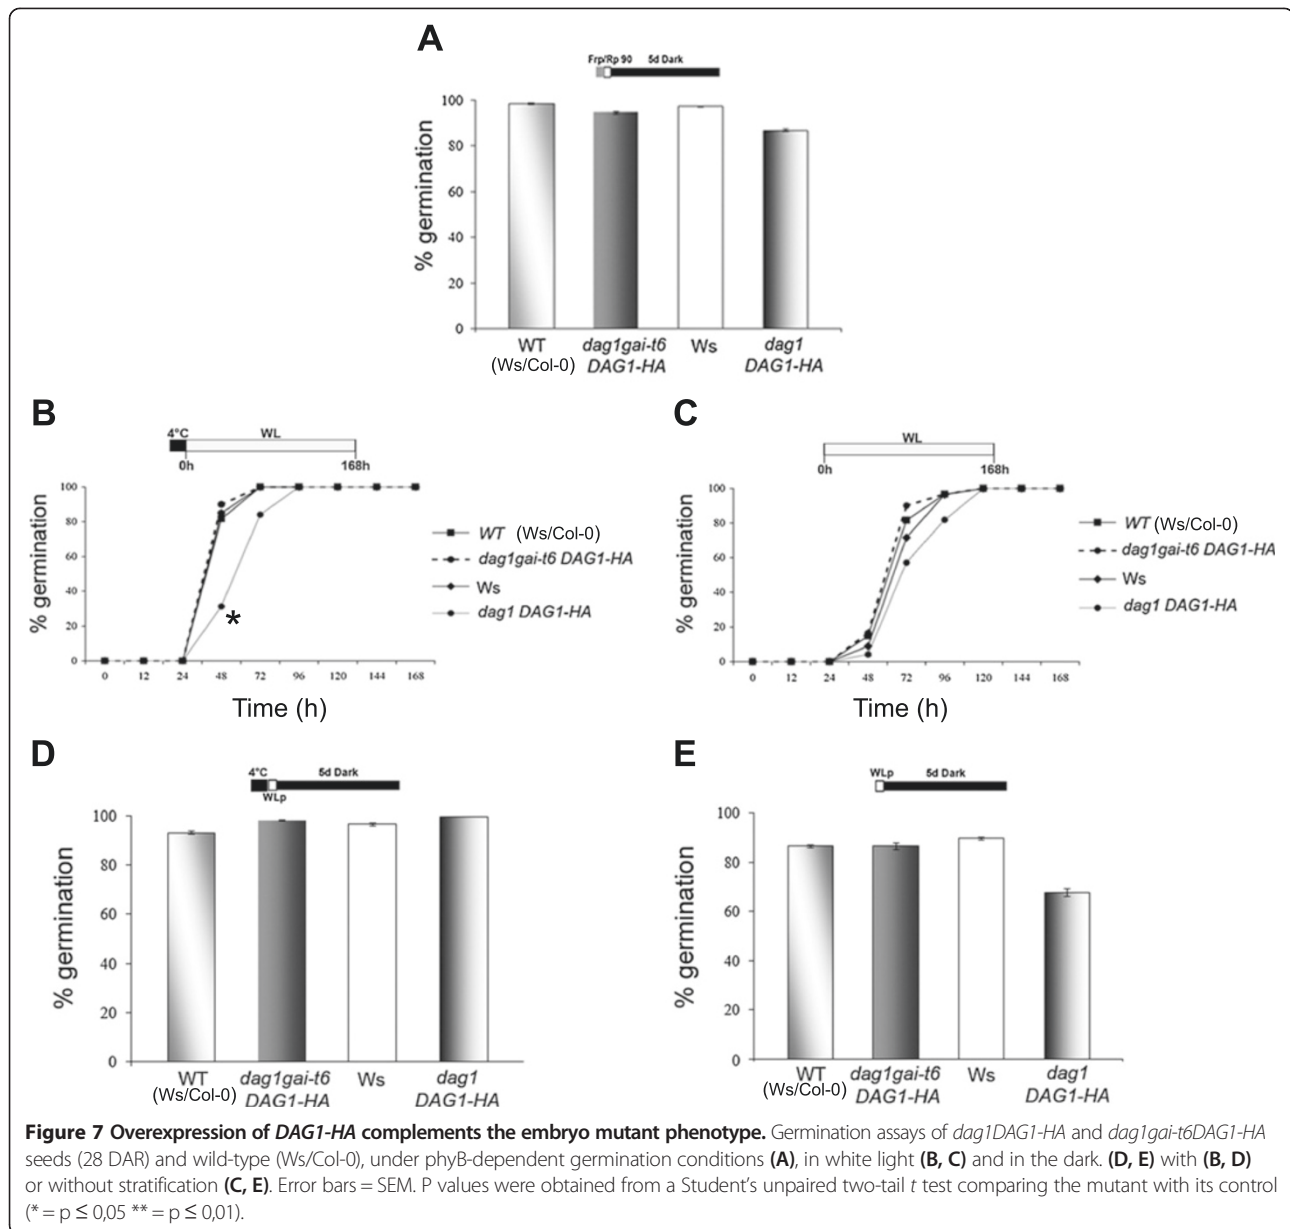 A
Frp/Rp 90 5d Dark
% germination
100
80
60
40
20
0
WT
(Ws/Col-0)
dag1gai-t6
DAG1-HA
Ws
dag1
DAG1-HA
B
4°C WL
0h 168h
% germination
100
80
60
40
20
0
0 12 24 48 72 96 120 144 168
Time (h)
WT (Ws/Col-0)
dag1gai-t6 DAG1-HA
Ws
dag1 DAG1-HA
*
C
WL
0h 168h
% germination
100
80
60
40
20
0
0 12 24 48 72 96 120 144 168
Time (h)
WT (Ws/Col-0)
dag1gai-t6 DAG1-HA
Ws
dag1 DAG1-HA
D
4°C 5d Dark
WLp
% germination
100
80
60
40
20
0
WT
(Ws/Col-0)
dag1gai-t6
DAG1-HA
Ws
dag1
DAG1-HA
E
WLp 5d Dark
% germination
100
80
60
40
20
0
WT
(Ws/Col-0)
dag1gai-t6
DAG1-HA
Ws
dag1
DAG1-HA
Figure 7 Overexpression of DAG1-HA complements the embryo mutant phenotype. Germination assays of dag1DAG1-HA and dag1gai-t6DAG1-HA
seeds (28 DAR) and wild-type (Ws/Col-0), under phyB-dependent germination conditions (A), in white light (B, C) and in the dark. (D, E) with (B, D)
or without stratification (C, E). Error bars = SEM. P values were obtained from a Student's unpaired two-tail t test comparing the mutant with its control
(* = p ≤ 0,05 ** = p ≤ 0,01).